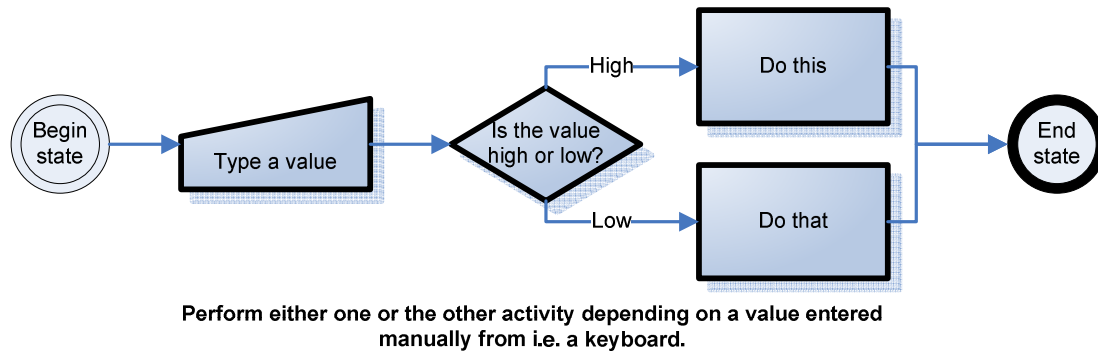 Begin
state
Type a value
Is the value
high or low?
High
Do this
Low
Do that
End
state
Perform either one or the other activity depending on a value entered
manually from i.e. a keyboard.